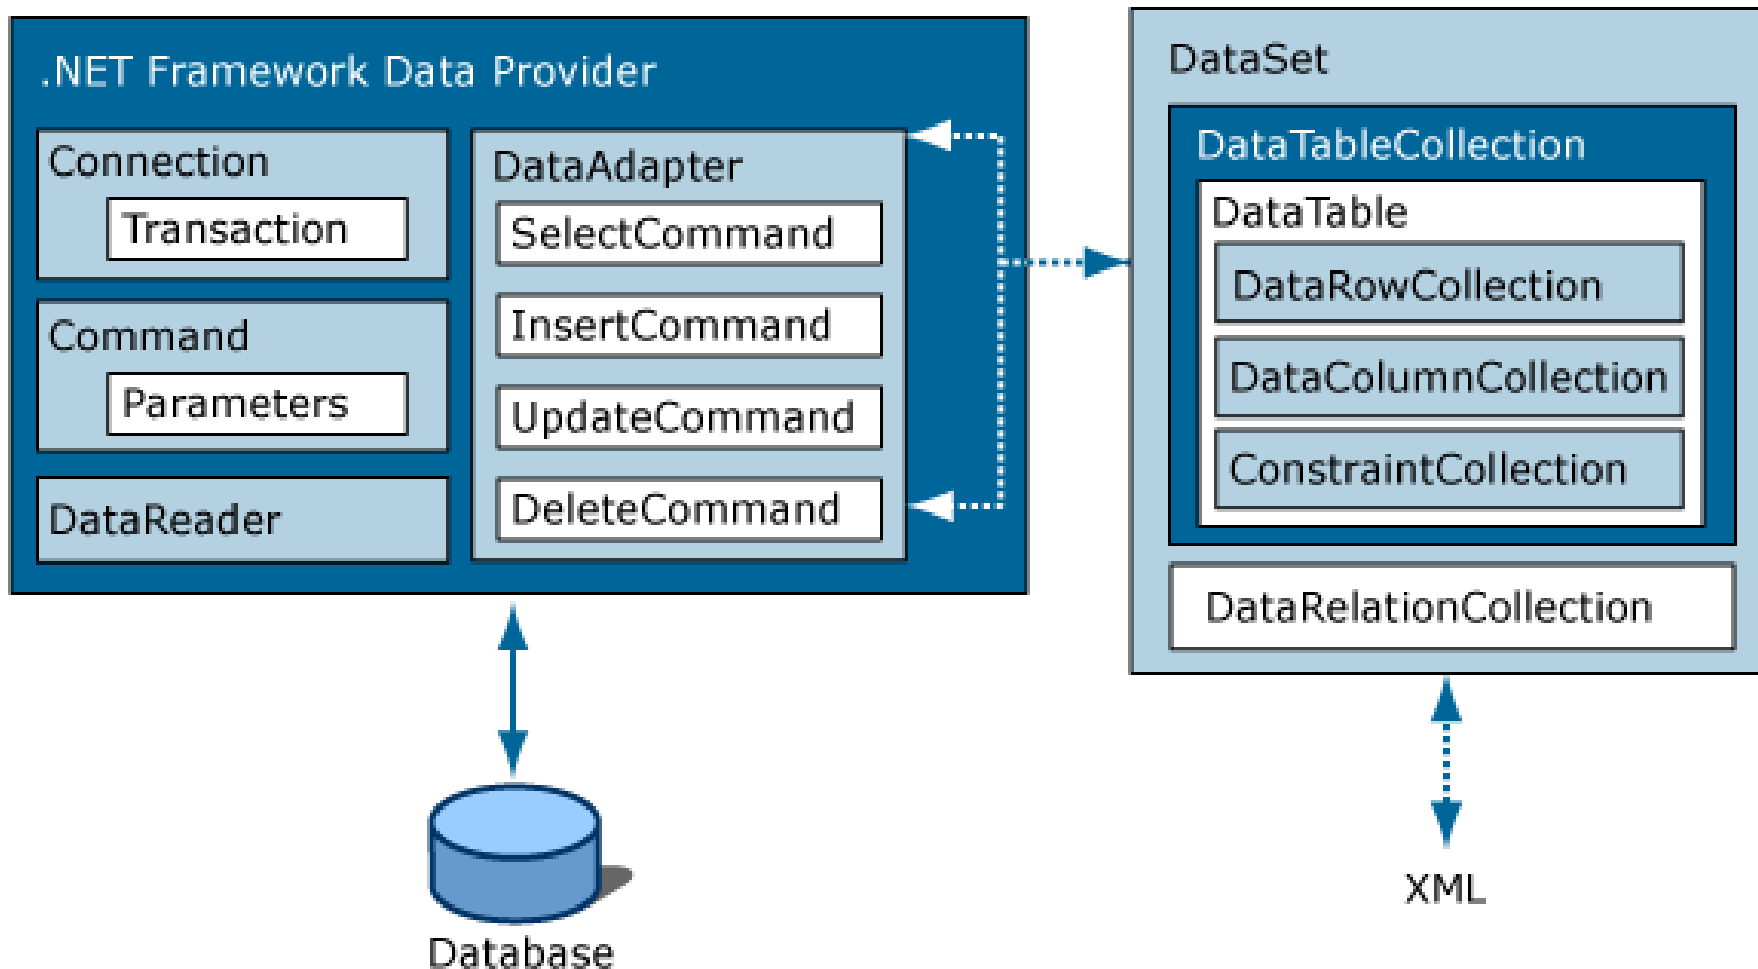 .NET Framework Data Provider
Connection
Transaction
Command
Parameters
DataReader
DataAdapter
SelectCommand
InsertCommand
UpdateCommand
DeleteCommand
Database
DataSet
DataTableCollection
DataTable
DataRowCollection
DataColumnCollection
ConstraintCollection
DataRelationCollection
XML